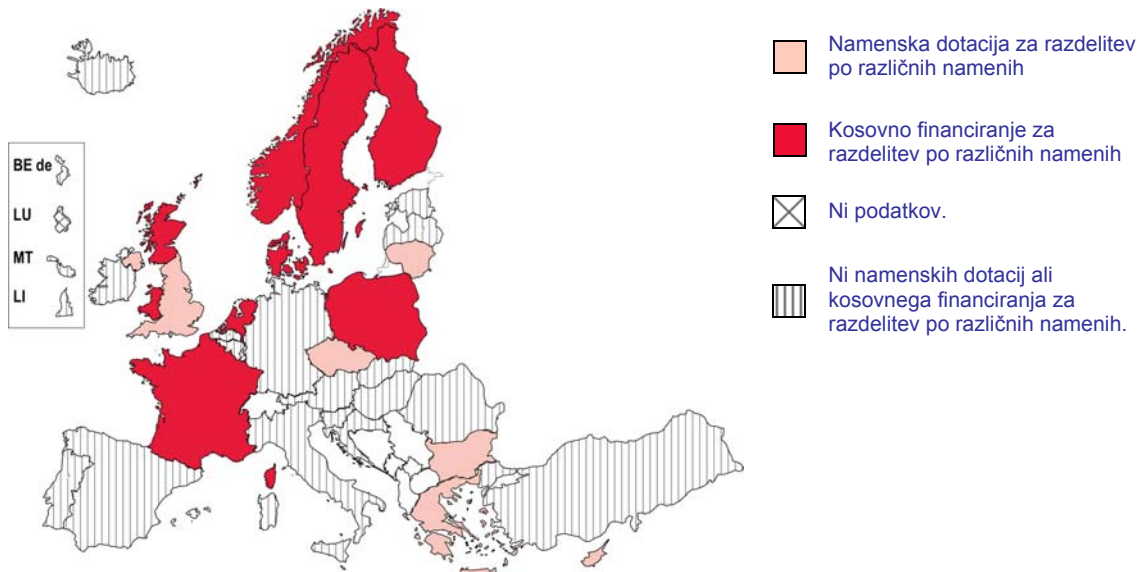 Namenska dotacija za razdelitev
po različnih namenih
Kosovno financiranje za
razdelitev po različnih namenih
Ni podatkov.
Ni namenskih dotacij ali
kosovnega financiranja za
razdelitev po različnih namenih.
BE de
LU
MT
LI